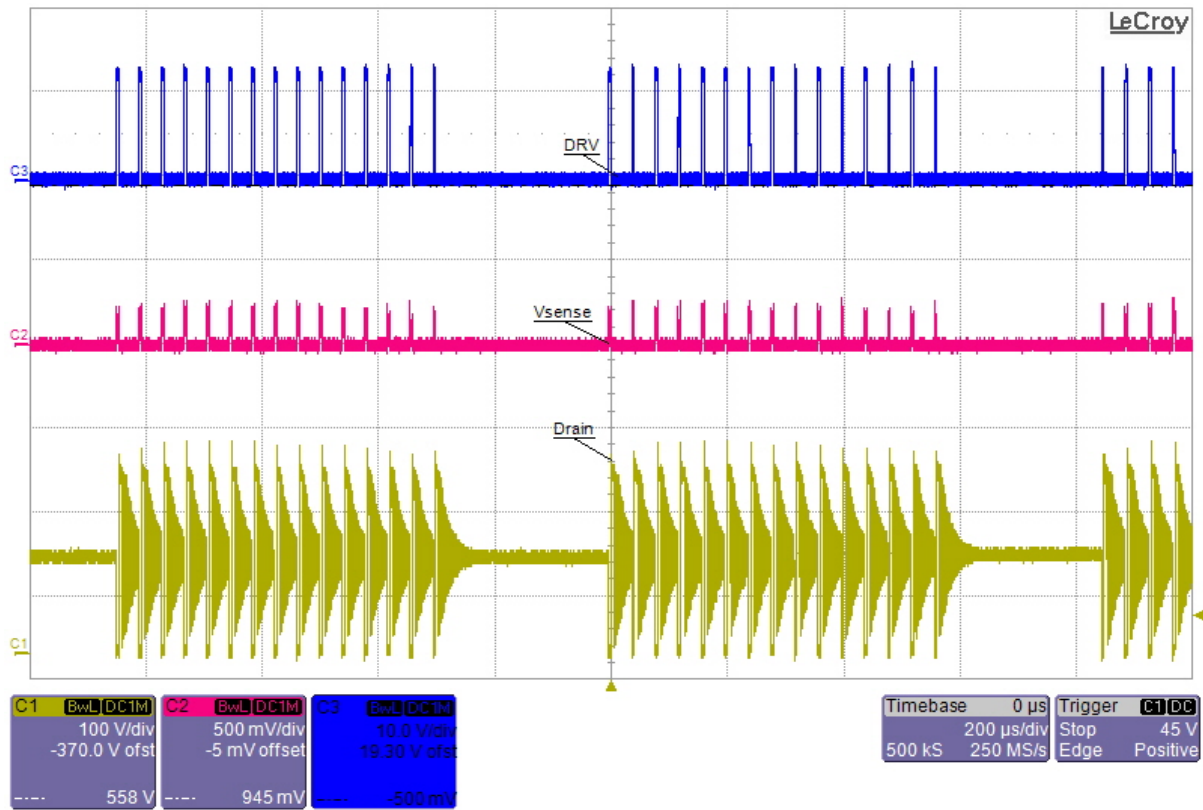 LeCroy
DRV
C3
Vsense
C2
Drain
C1
C1 BwL DC1M
100 V/div
-370.0 V ofst
558 V
C2 BwL DC1M
500 mV/div
-5 mV offset
945 mV
C3 BwL DC1M
10.0 V/div
19.30 V ofst
-500 mV
Timebase 0 µs
200 µs/div
500 kS 250 MS/s
Trigger C1 DC
Stop 45 V
Edge Positive